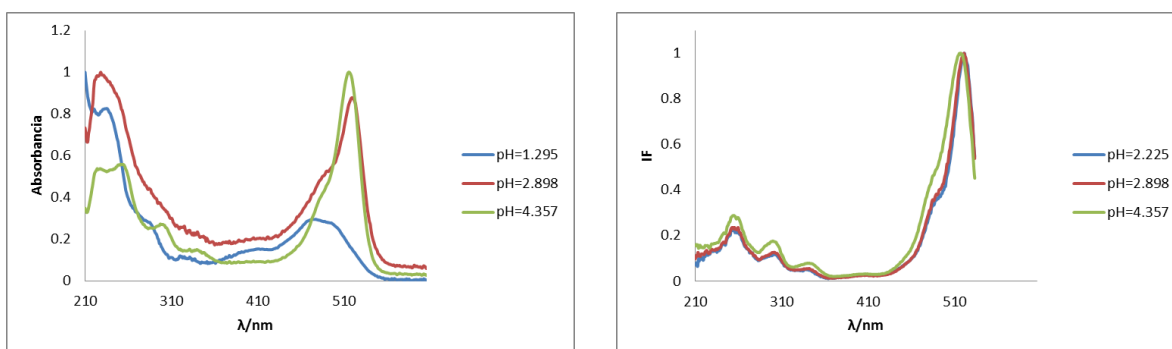 1.2
1
0.8
0.6
0.4
0.2
0
Absorbancia
210 310 410 510
λ/nm
pH=1.295
pH=2.898
pH=4.357
1
0.8
0.6
0.4
0.2
0
IF
210 310 410 510
λ/nm
pH=2.225
pH=2.898
pH=4.357